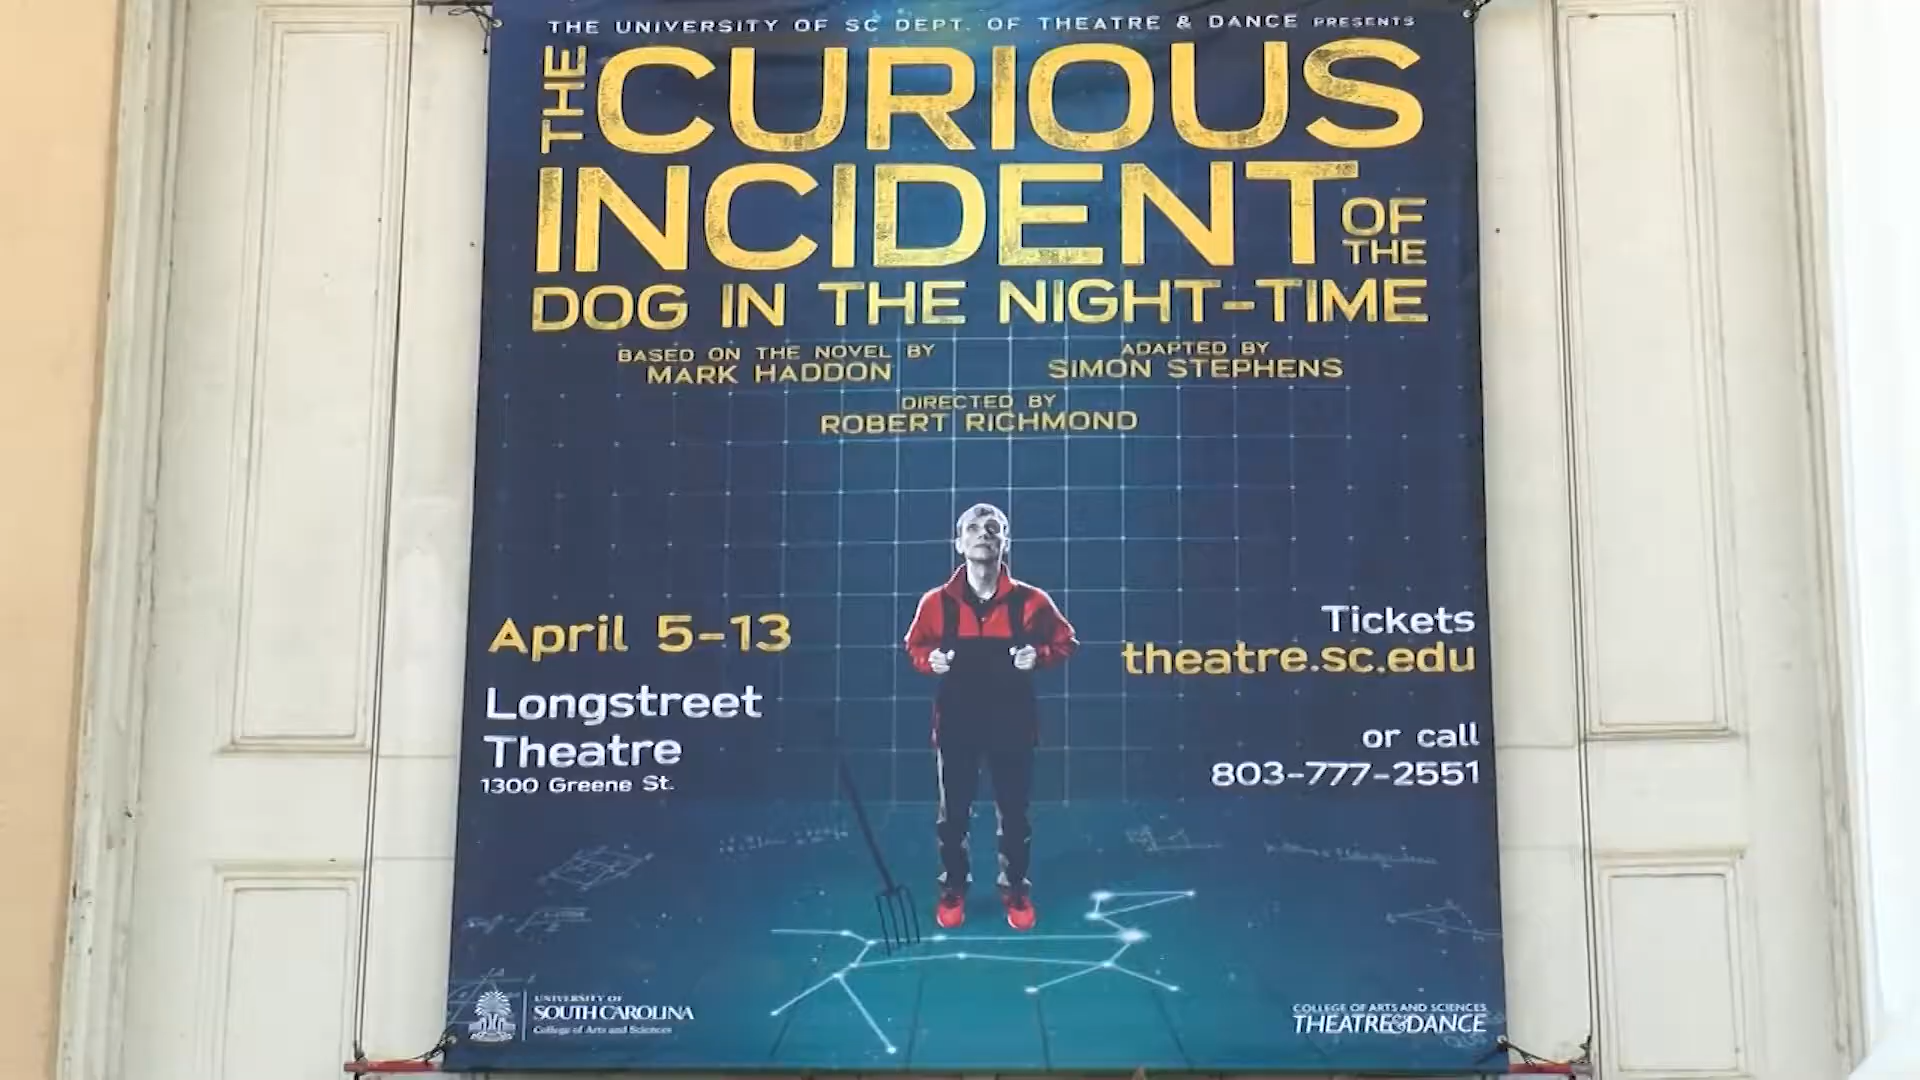 THE UNIVERSITY OF SC DEPT. OF THEATRE & DANCE PRESENTS
THE CURIOUS
INCIDENT OF THE
DOG IN THE NIGHT-TIME
BASED ON THE NOVEL BY
MARK HADDON
ADAPTED BY
SIMON STEPHENS
DIRECTED BY
ROBERT RICHMOND
April 5-13
Longstreet
Theatre
1300 Greene St.
Tickets
theatre.sc.edu
or call
803-777-2551
UNIVERSITY OF
SOUTH CAROLINA
College of Arts and Sciences
COLLEGE OF ARTS AND SCIENCES
THEATRE&DANCE